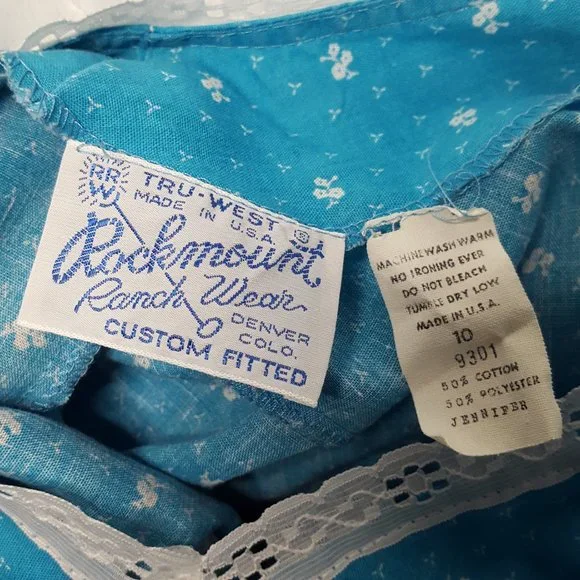 RR
W
TRU-WEST
MADE IN U.S.A.
Rockmount
Ranch Wear
DENVER
COLO.
CUSTOM FITTED
MACHINE WASH WARM
NO IRONING EVER
DO NOT BLEACH
TUMBLE DRY LOW
MADE IN U.S.A.
10
9301
50% COTTON
50% POLYESTER
JENNIFER